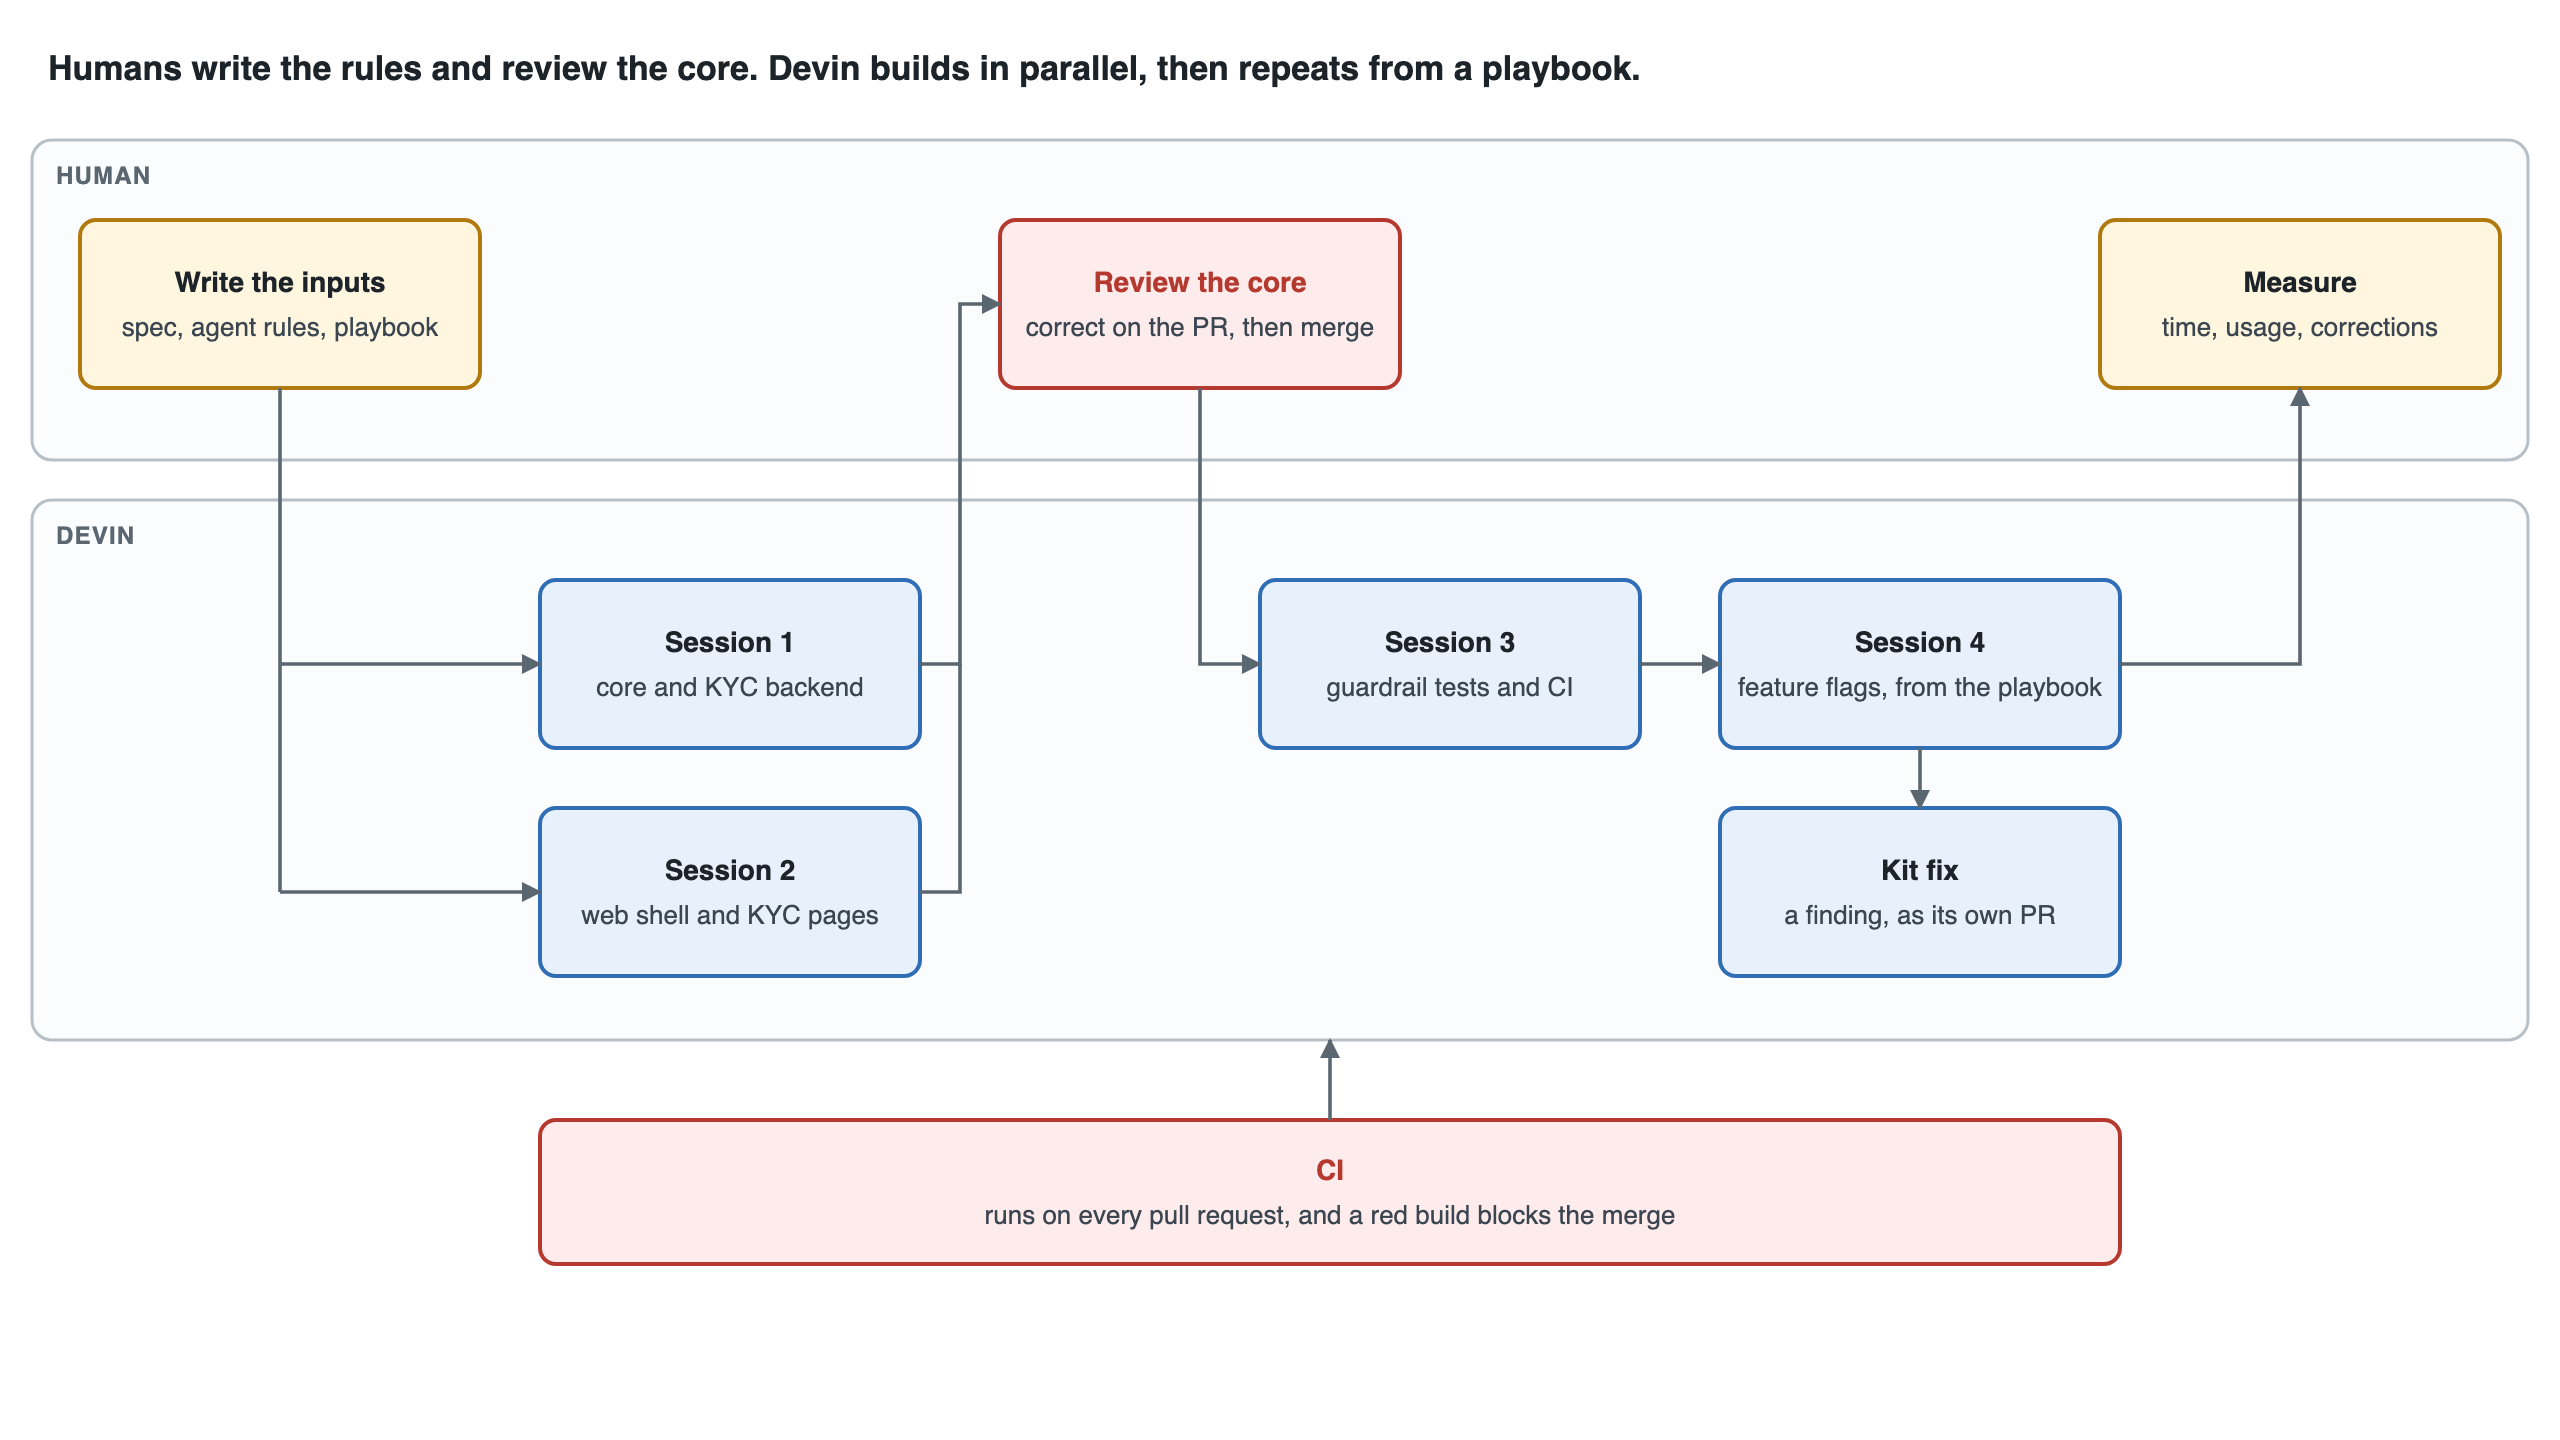 Humans write the rules and review the core. Devin builds in parallel, then repeats from a playbook.
HUMAN
Write the inputs
spec, agent rules, playbook
Review the core
correct on the PR, then merge
Measure
time, usage, corrections
DEVIN
Session 1
core and KYC backend
Session 3
guardrail tests and CI
Session 4
feature flags, from the playbook
Session 2
web shell and KYC pages
Kit fix
a finding, as its own PR
CI
runs on every pull request, and a red build blocks the merge